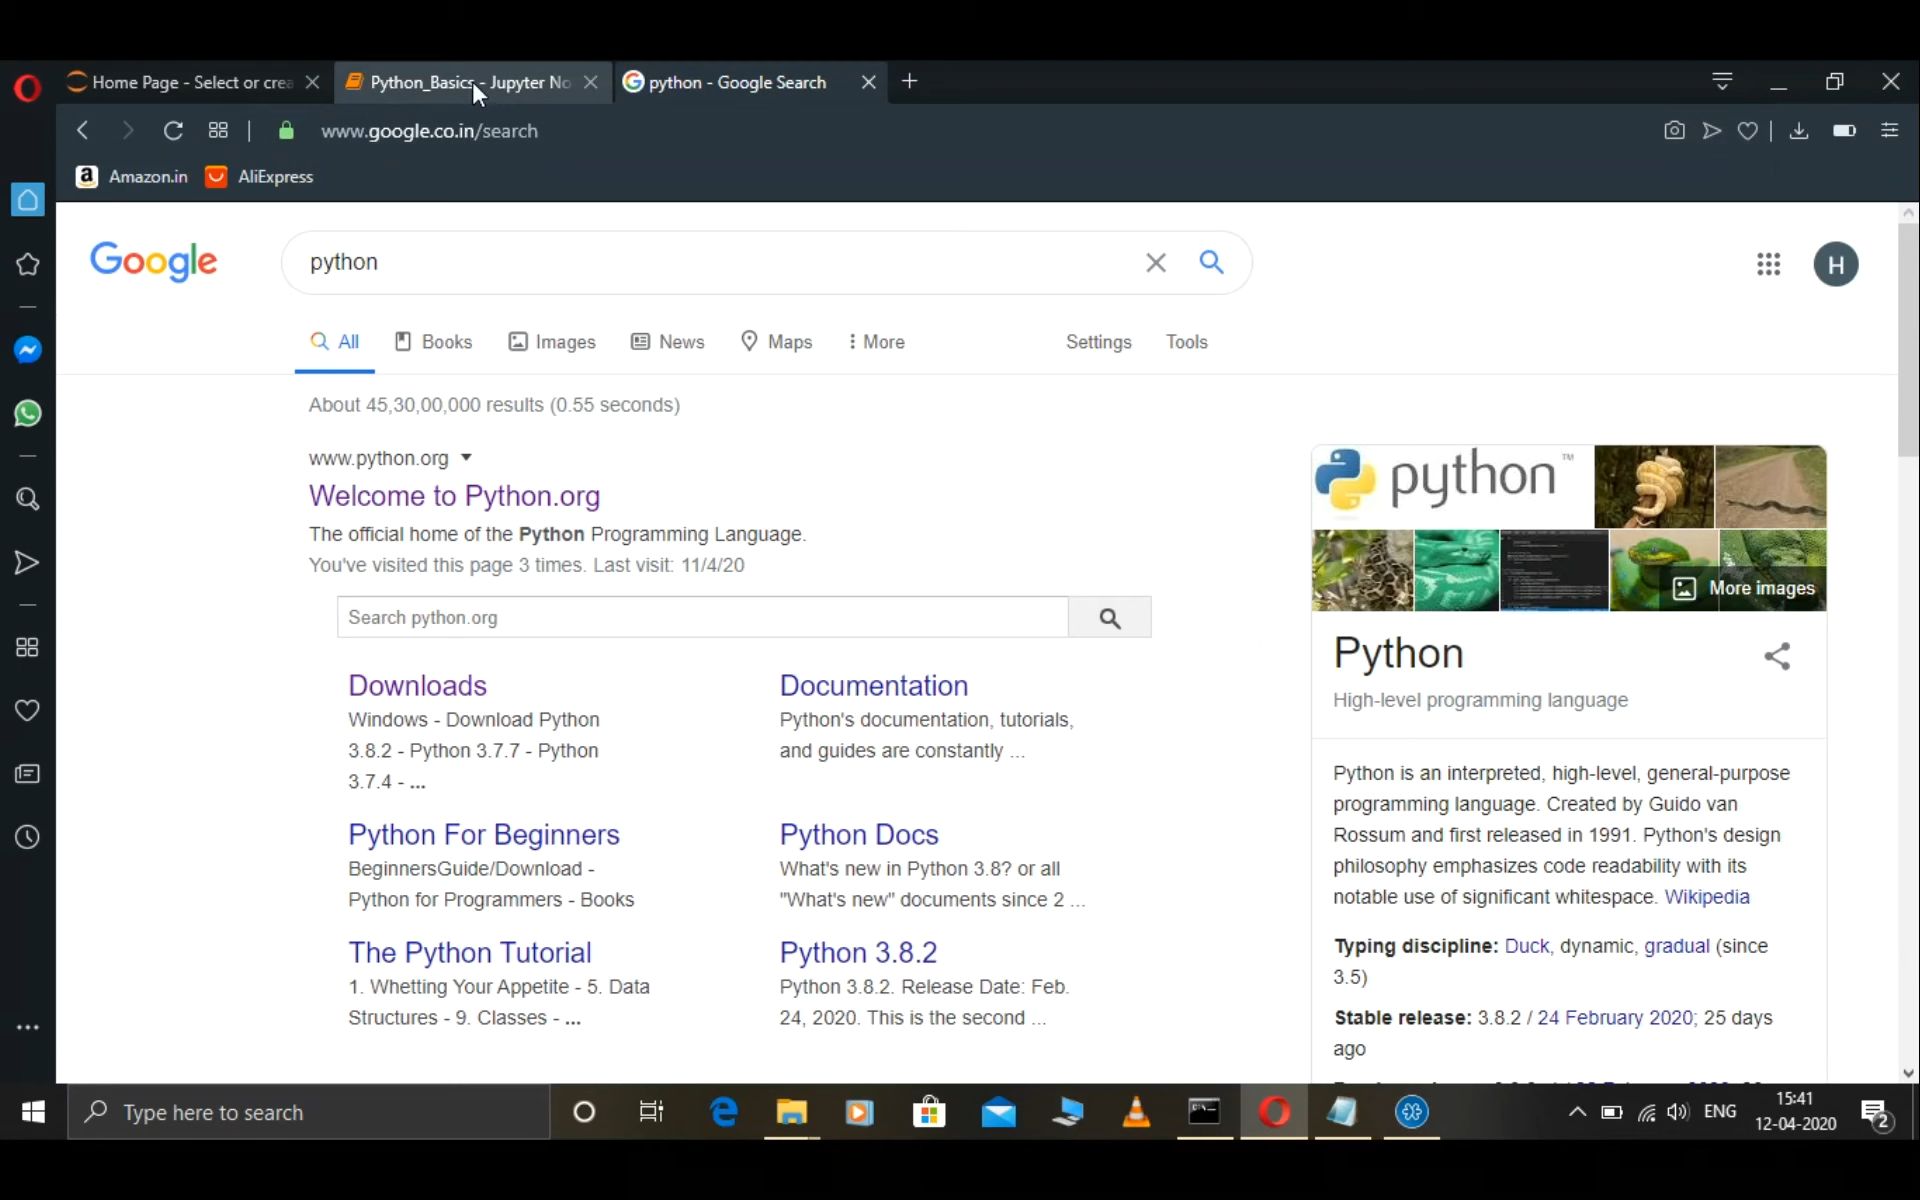 Home Page - Select or crea
Python_Basics - Jupyter No
python - Google Search
www.google.co.in/search
Amazon.in
AliExpress
Google
python
H
All
Books
Images
News
Maps
More
Settings
Tools
About 45,30,00,000 results (0.55 seconds)
www.python.org
Welcome to Python.org
The official home of the Python Programming Language.
You've visited this page 3 times. Last visit: 11/4/20
Search python.org
Downloads
Windows - Download Python
3.8.2 - Python 3.7.7 - Python
3.7.4 - ...
Documentation
Python's documentation, tutorials,
and guides are constantly ...
Python For Beginners
BeginnersGuide/Download -
Python for Programmers - Books
Python Docs
What's new in Python 3.8? or all
"What's new" documents since 2 ...
The Python Tutorial
1. Whetting Your Appetite - 5. Data
Structures - 9. Classes - ...
Python 3.8.2
Python 3.8.2. Release Date: Feb.
24, 2020. This is the second ...
python™
More images
Python
High-level programming language
Python is an interpreted, high-level, general-purpose
programming language. Created by Guido van
Rossum and first released in 1991. Python's design
philosophy emphasizes code readability with its
notable use of significant whitespace. Wikipedia
Typing discipline: Duck, dynamic, gradual (since
3.5)
Stable release: 3.8.2 / 24 February 2020; 25 days
ago
Type here to search
ENG
15:41
12-04-2020
2